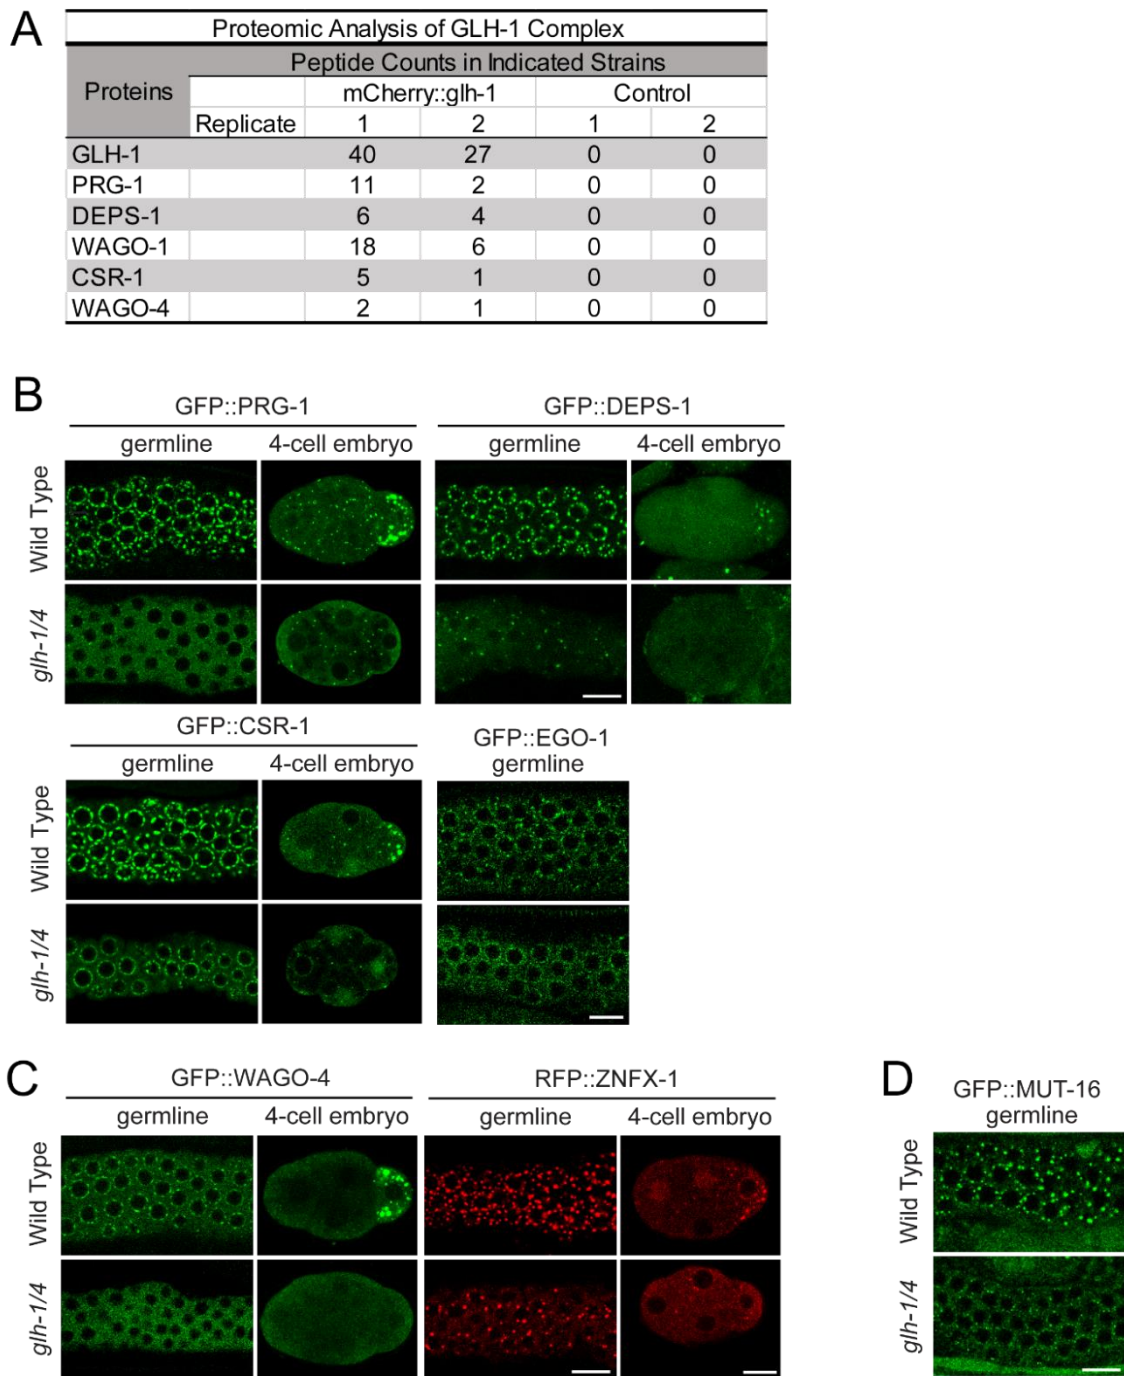 A
Proteomic Analysis of GLH-1 Complex
Peptide Counts in Indicated Strains
Proteins
mCherry::glh-1 Control
Replicate 1 2 1 2
GLH-1 40 27 0 0
PRG-1 11 2 0 0
DEPS-1 6 4 0 0
WAGO-1 18 6 0 0
CSR-1 5 1 0 0
WAGO-4 2 1 0 0
B
GFP::PRG-1 GFP::DEPS-1
germline 4-cell embryo germline 4-cell embryo
Wild Type
glh-1/4
GFP::CSR-1 GFP::EGO-1
germline 4-cell embryo germline
Wild Type
glh-1/4
C
GFP::WAGO-4 RFP::ZNFX-1
germline 4-cell embryo germline 4-cell embryo
Wild Type
glh-1/4
D
GFP::MUT-16
germline
Wild Type
glh-1/4